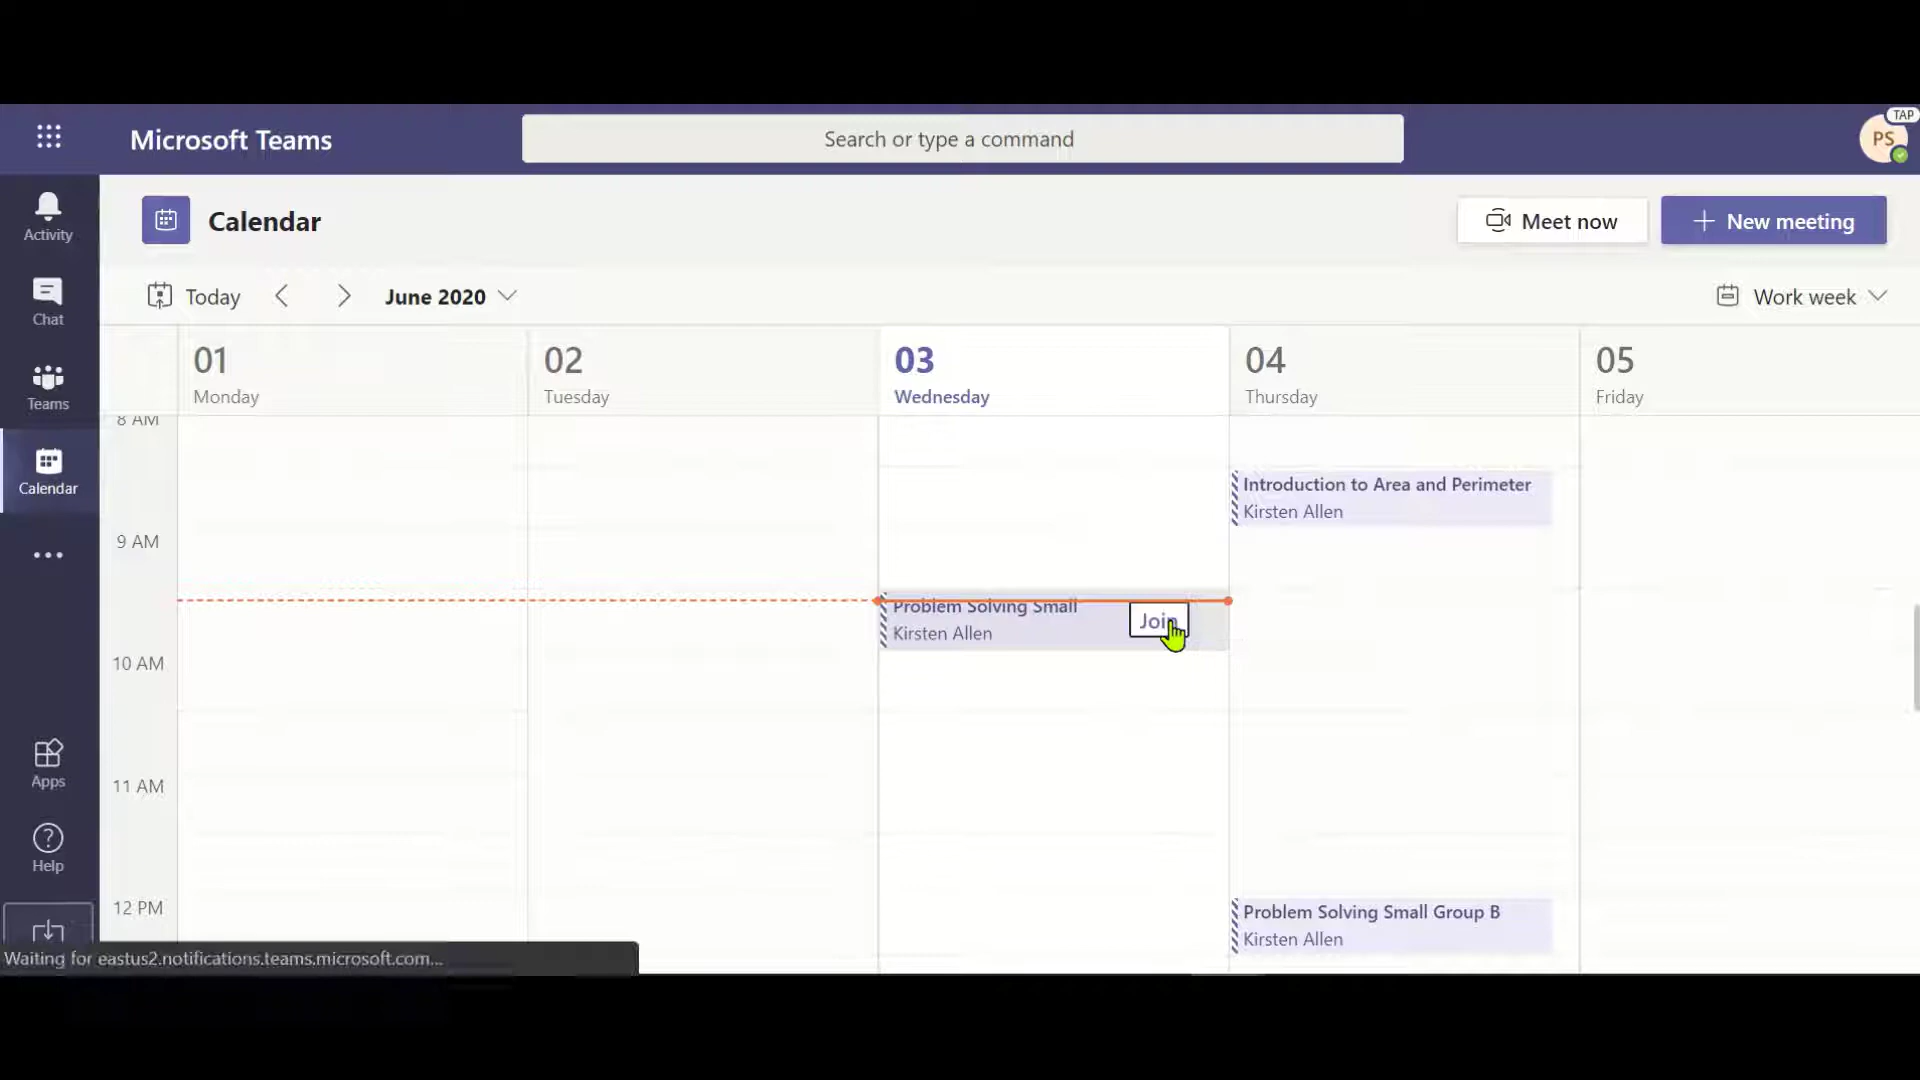 Microsoft Teams
Search or type a command
TAP
PS
Activity
Chat
Teams
Calendar
Apps
Help
Calendar
Meet now
New meeting
Today
June 2020
Work week
01
Monday
02
Tuesday
03
Wednesday
04
Thursday
05
Friday
8 AM
9 AM
10 AM
11 AM
12 PM
Introduction to Area and Perimeter
Kirsten Allen
Problem Solving Small
Kirsten Allen
Join
Problem Solving Small Group B
Kirsten Allen
Waiting for eastus2.notifications.teams.microsoft.com...